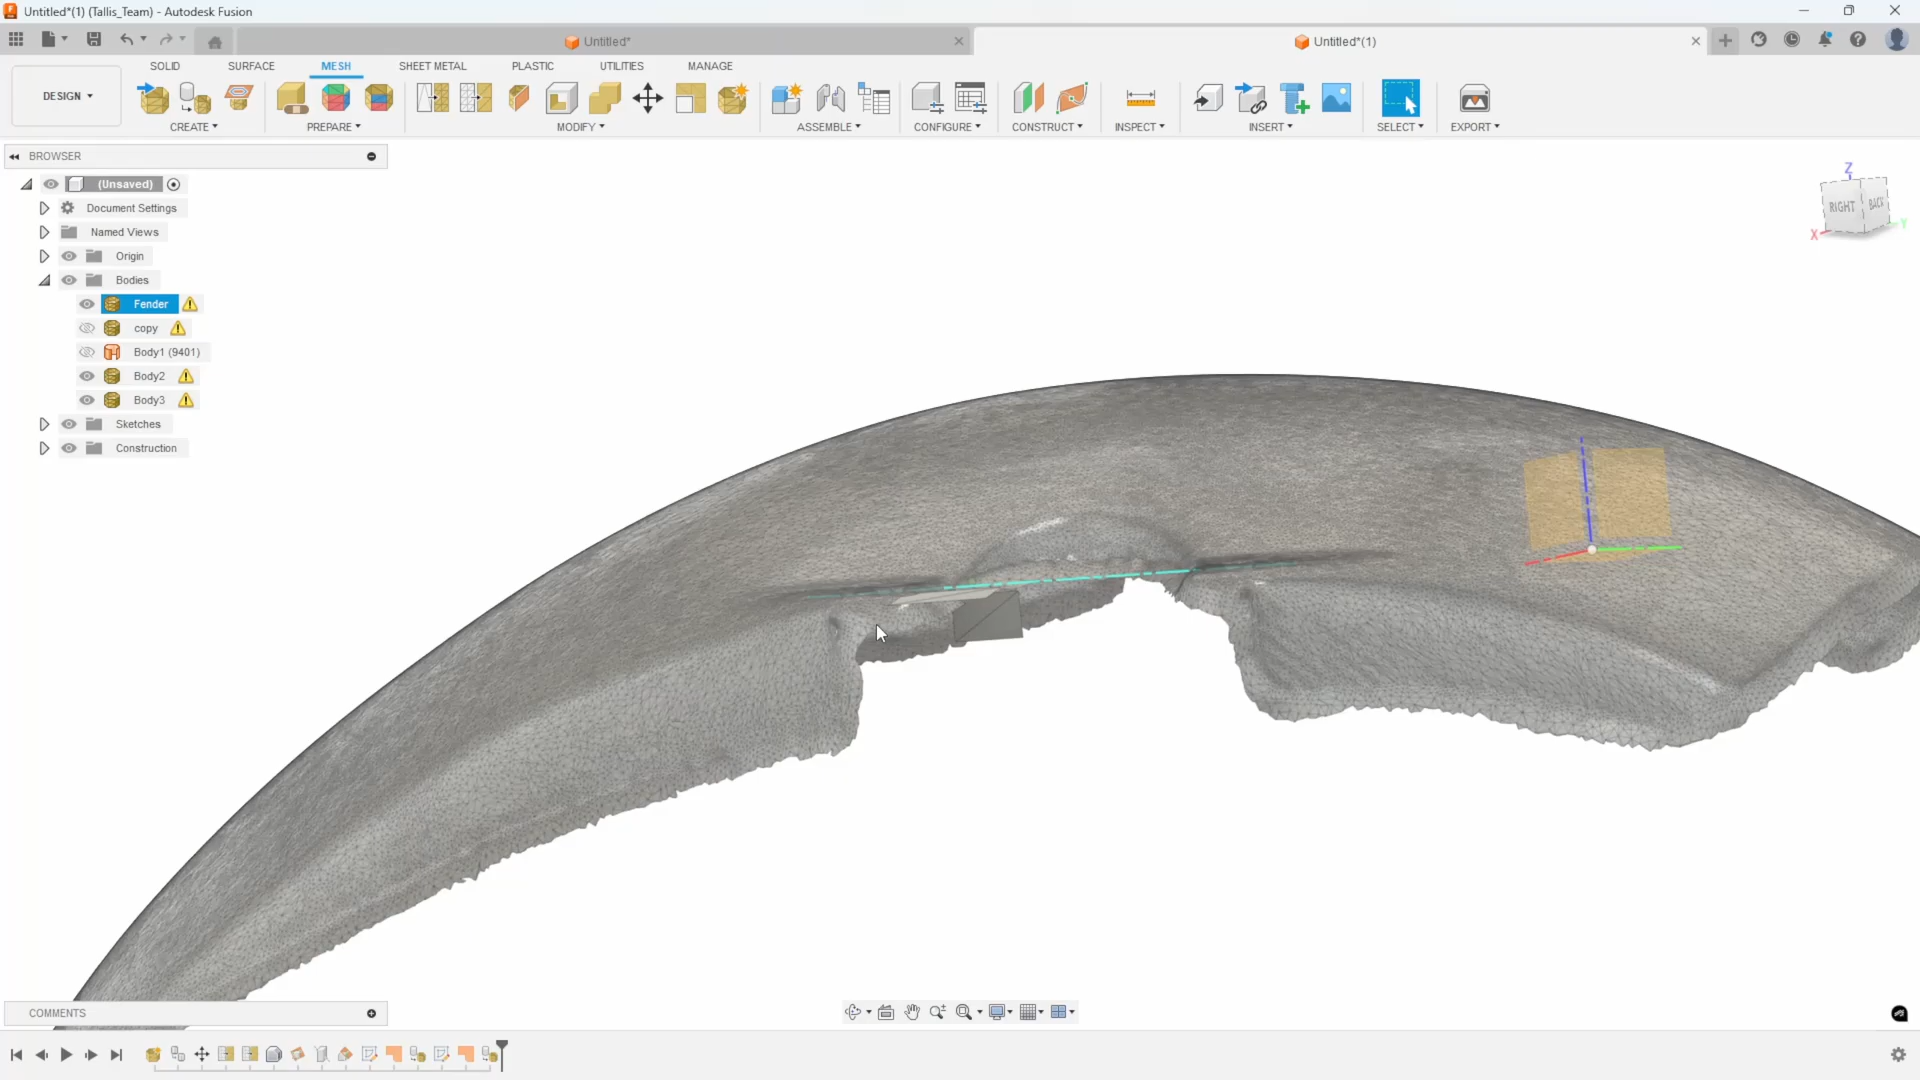 Untitled*(1) (Tallis_Team) - Autodesk Fusion
Untitled*
Untitled*(1)
DESIGN
SOLID
SURFACE
MESH
SHEET METAL
PLASTIC
UTILITIES
MANAGE
CREATE
PREPARE
MODIFY
ASSEMBLE
CONFIGURE
CONSTRUCT
INSPECT
INSERT
SELECT
EXPORT
BROWSER
(Unsaved)
Document Settings
Named Views
Origin
Bodies
Fender
copy
Body1 (9401)
Body2
Body3
Sketches
Construction
Z
RIGHT
BACK
X
Y
COMMENTS